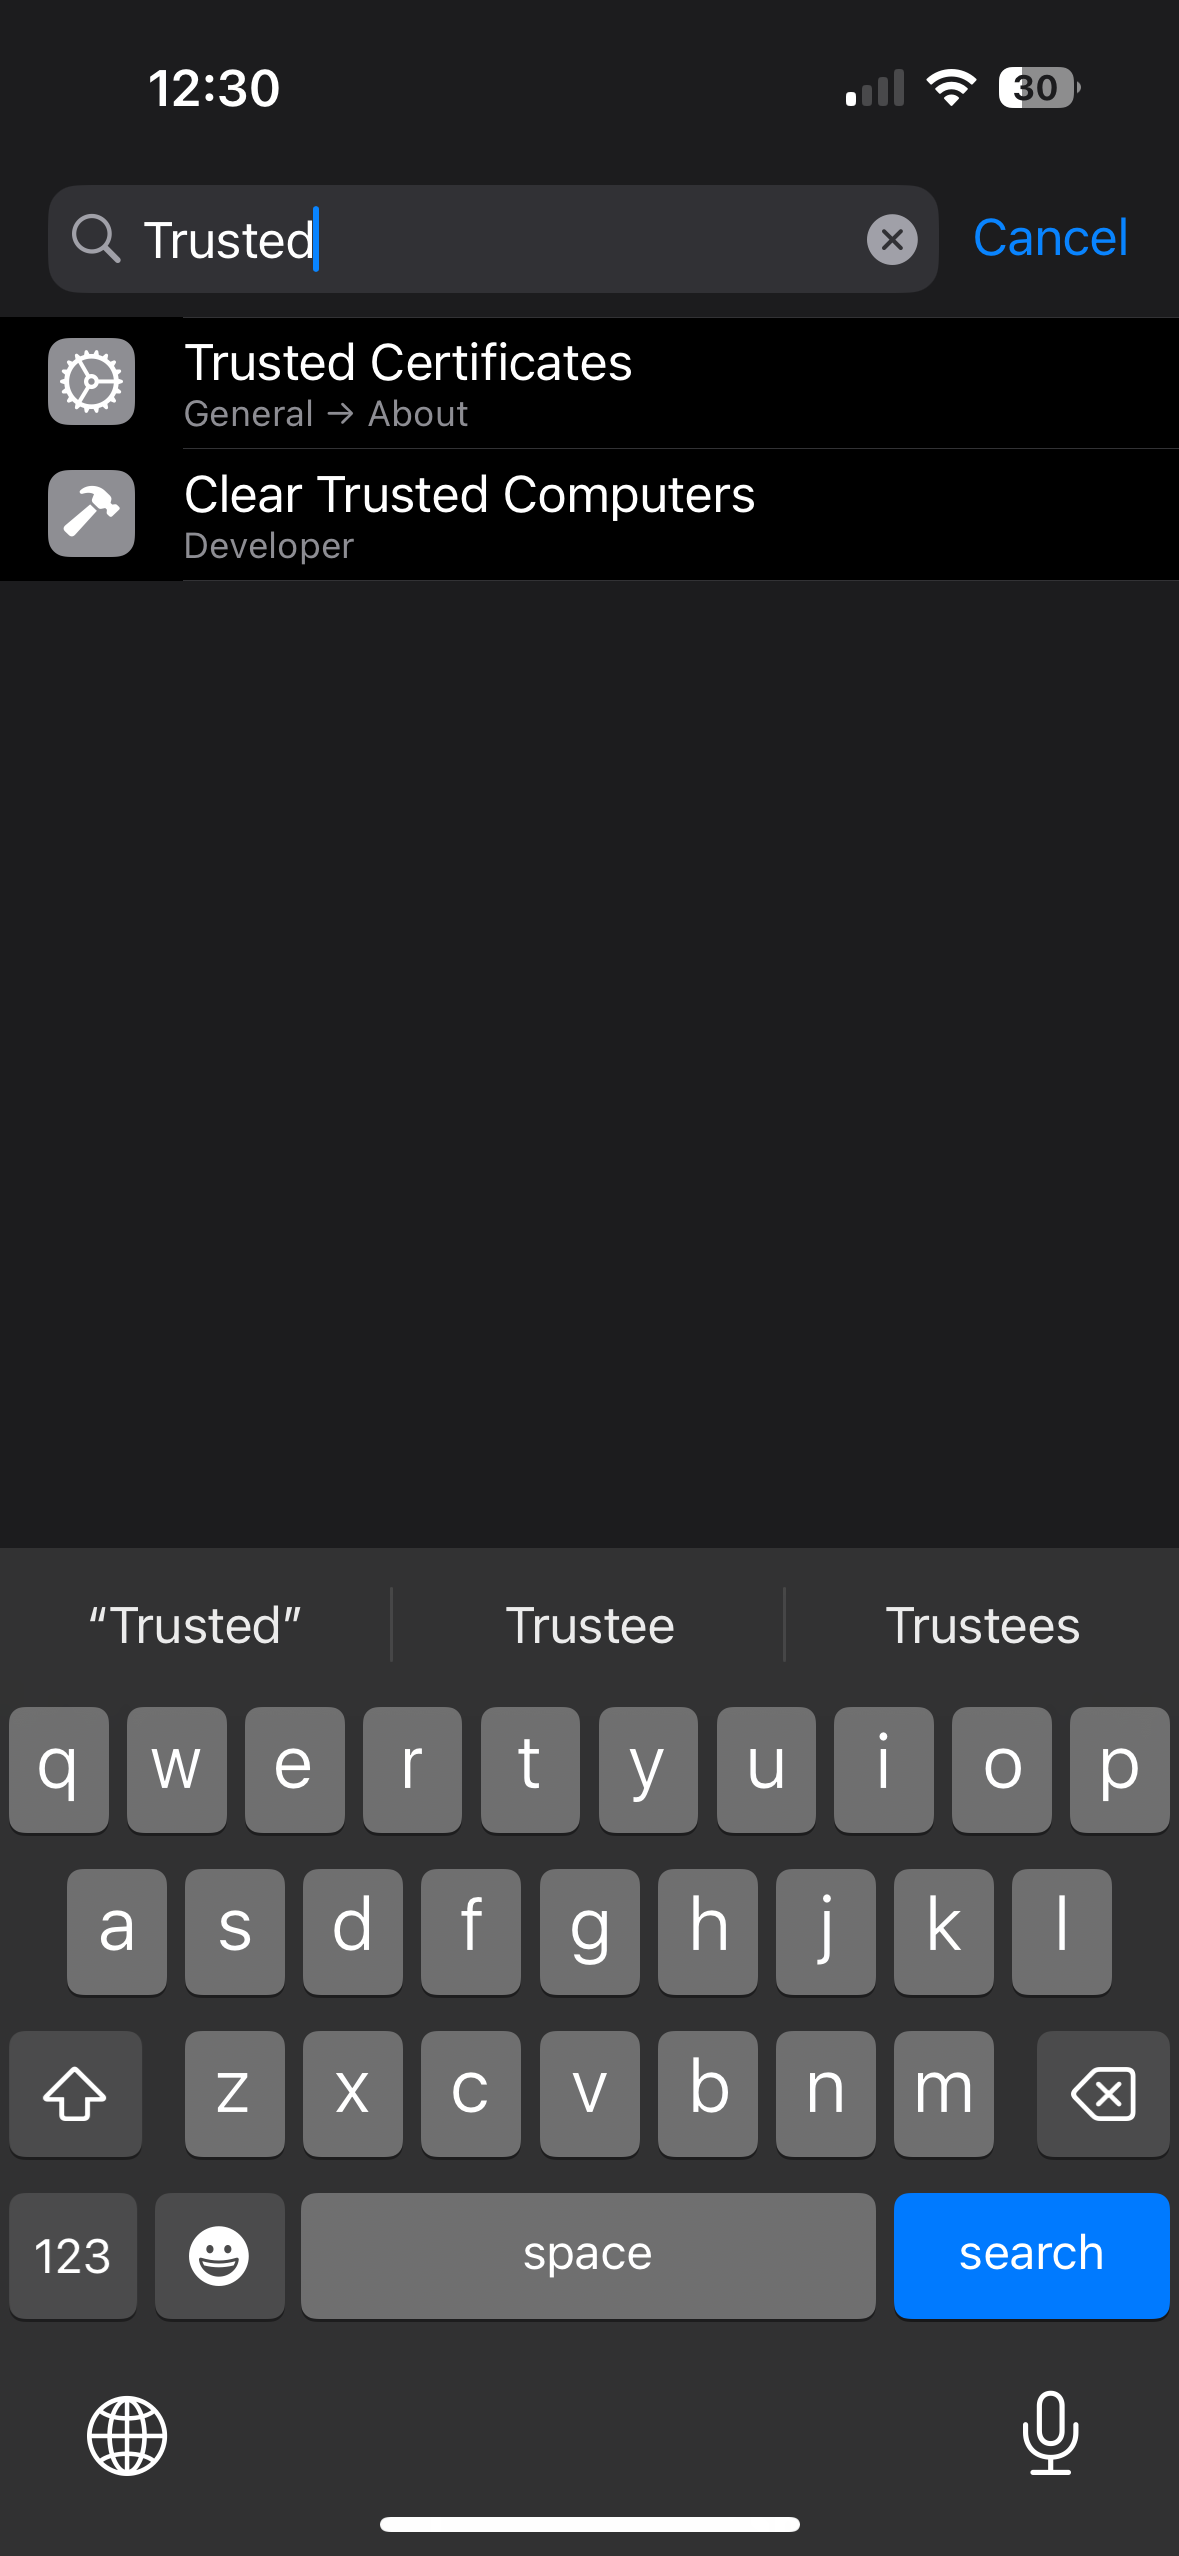 12:30
30
Trusted
Cancel
Trusted Certificates
General → About
Clear Trusted Computers
Developer
“Trusted”
Trustee
Trustees
q w e r t y u i o p
a s d f g h j k l
z x c v b n m
123
space
search